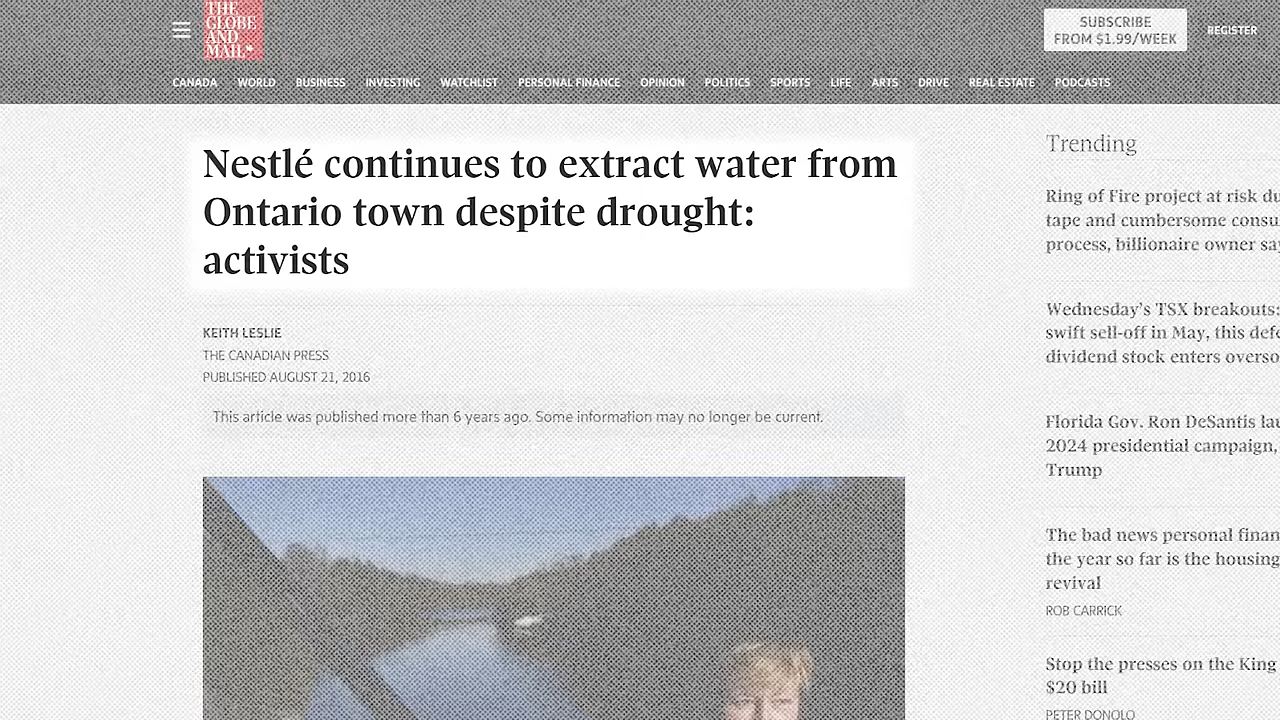 THE
GLOBE
AND
MAIL*
SUBSCRIBE
FROM $1.99/WEEK
REGISTER
CANADA WORLD BUSINESS INVESTING WATCHLIST PERSONAL FINANCE OPINION POLITICS SPORTS LIFE ARTS DRIVE REAL ESTATE PODCASTS
Nestlé continues to extract water from
Ontario town despite drought:
activists
KEITH LESLIE
THE CANADIAN PRESS
PUBLISHED AUGUST 21, 2016
This article was published more than 6 years ago. Some information may no longer be current.
Trending
Ring of Fire project at risk du
tape and cumbersome consu
process, billionaire owner say
Wednesday's TSX breakouts:
swift sell-off in May, this defe
dividend stock enters overso
Florida Gov. Ron DeSantis lau
2024 presidential campaign,
Trump
The bad news personal finan
the year so far is the housing
revival
ROB CARRICK
Stop the presses on the King
$20 bill
PETER DONOLO